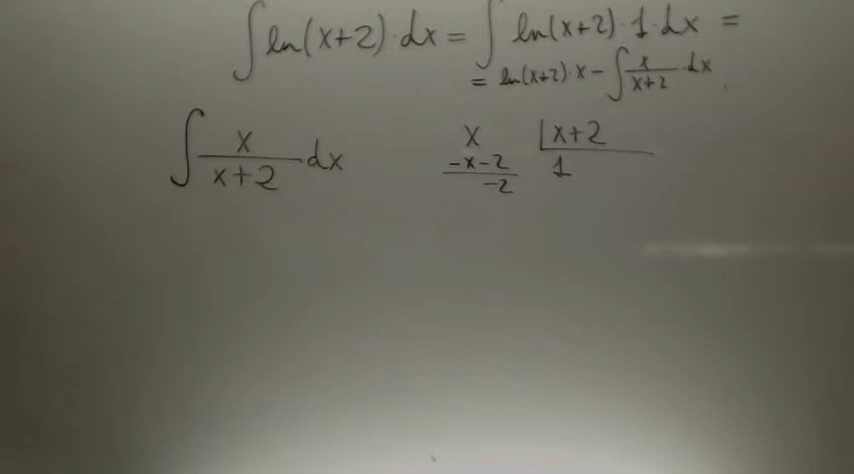 ∫ ln(x+2)·dx = ∫ ln(x+2)·1·dx =
= ln(x+2)·x − ∫ x/(x+2) ·dx
∫ x/(x+2) dx    x |x+2
−x−2    1
−2